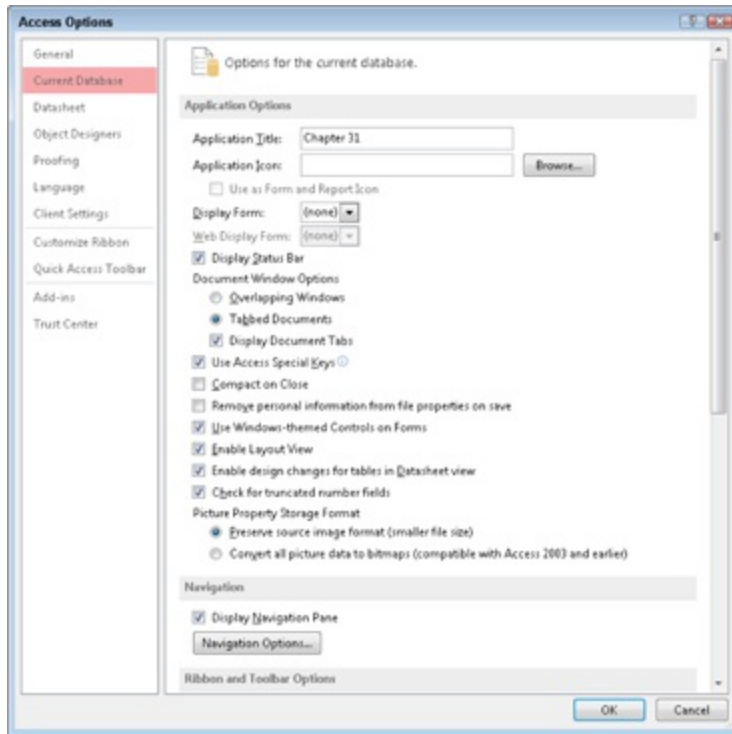 Access Options
General
Current Database
Datasheet
Object Designers
Proofing
Language
Client Settings
Customize Ribbon
Quick Access Toolbar
Add-ins
Trust Center
Options for the current database.
Application Options
Application Title: Chapter 31
Application Icon: Browse...
Use as Form and Report Icon
Display Form: (none)
Web Display Form: (none)
Display Status Bar
Document Window Options
Overlapping Windows
Tabbed Documents
Display Document Tabs
Use Access Special Keys
Compact on Close
Remove personal information from file properties on save
Use Windows-themed Controls on Forms
Enable Layout View
Enable design changes for tables in Datasheet view
Check for truncated number fields
Picture Property Storage Format
Preserve source image format (smaller file size)
Convert all picture data to bitmaps (compatible with Access 2003 and earlier)
Navigation
Display Navigation Pane
Navigation Options...
Ribbon and Toolbar Options
OK Cancel